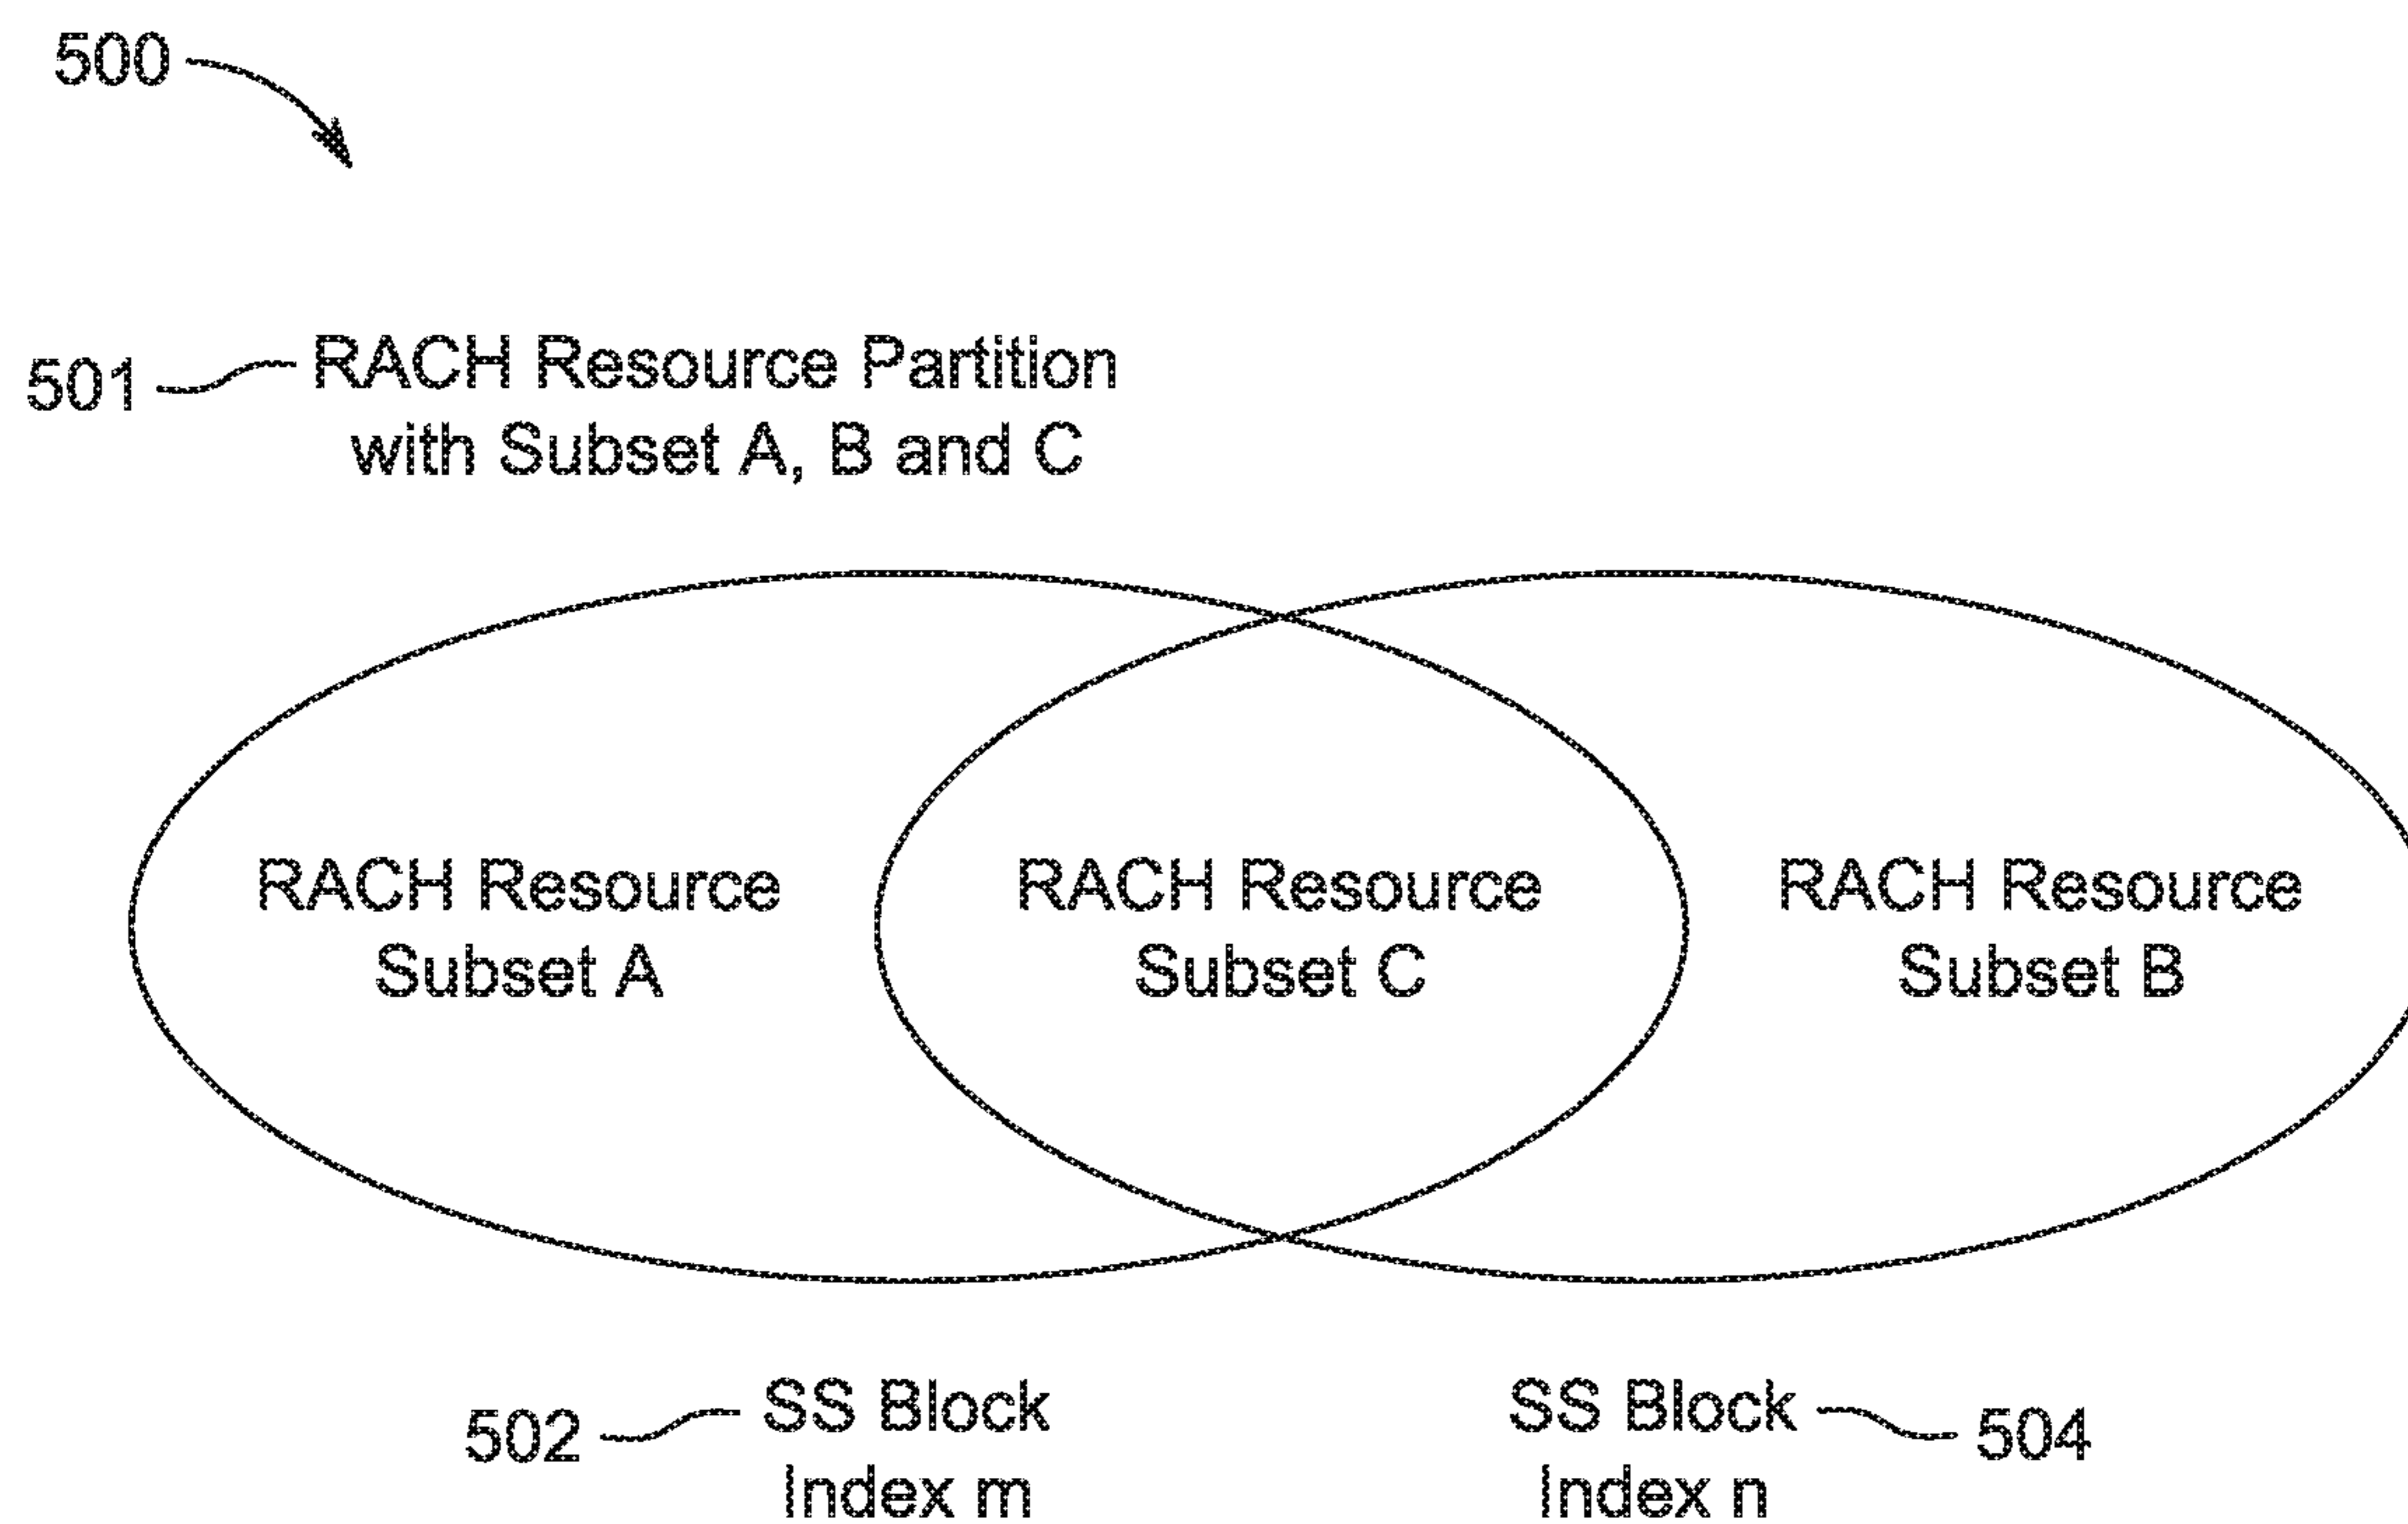 500
501 RACH Resource Partition
with Subset A, B and C
RACH Resource
Subset A
RACH Resource
Subset C
RACH Resource
Subset B
502 SS Block
Index m
SS Block 504
Index n